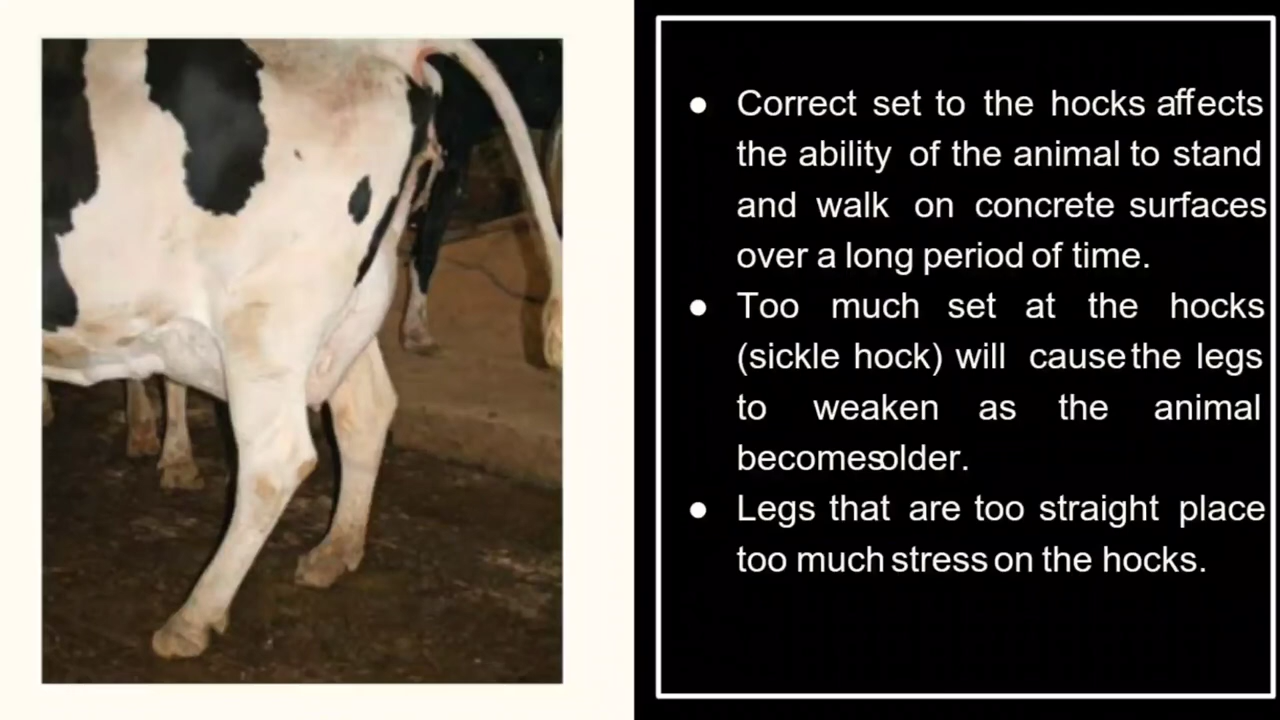 ● Correct set to the hocks affects
the ability of the animal to stand
and walk on concrete surfaces
over a long period of time.
● Too much set at the hocks
(sickle hock) will cause the legs
to weaken as the animal
becomes older.
● Legs that are too straight place
too much stress on the hocks.